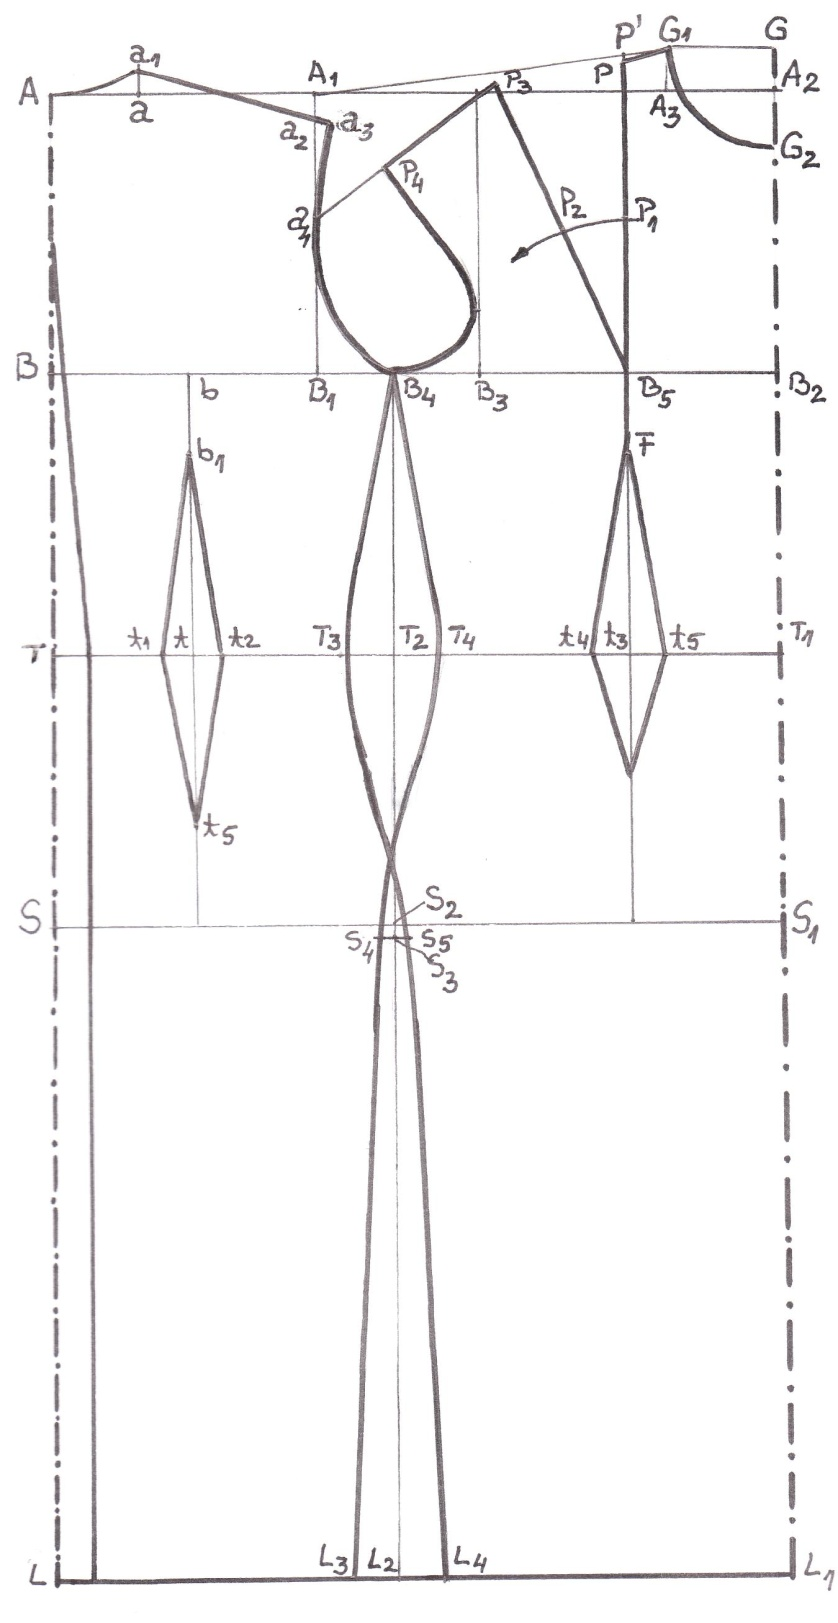 P' G1 G
a1
A A1 P3 P A2
a A3
a2 a3
G2
P4
P2 P1
a4
B b B1 B4 B3 B5 B2
F
b1
T t1 t t2 T3 T2 T4 t4 t3 t5 T1
t5
S S2 S1
S4 S5
S3
L L3 L2 L4 L1